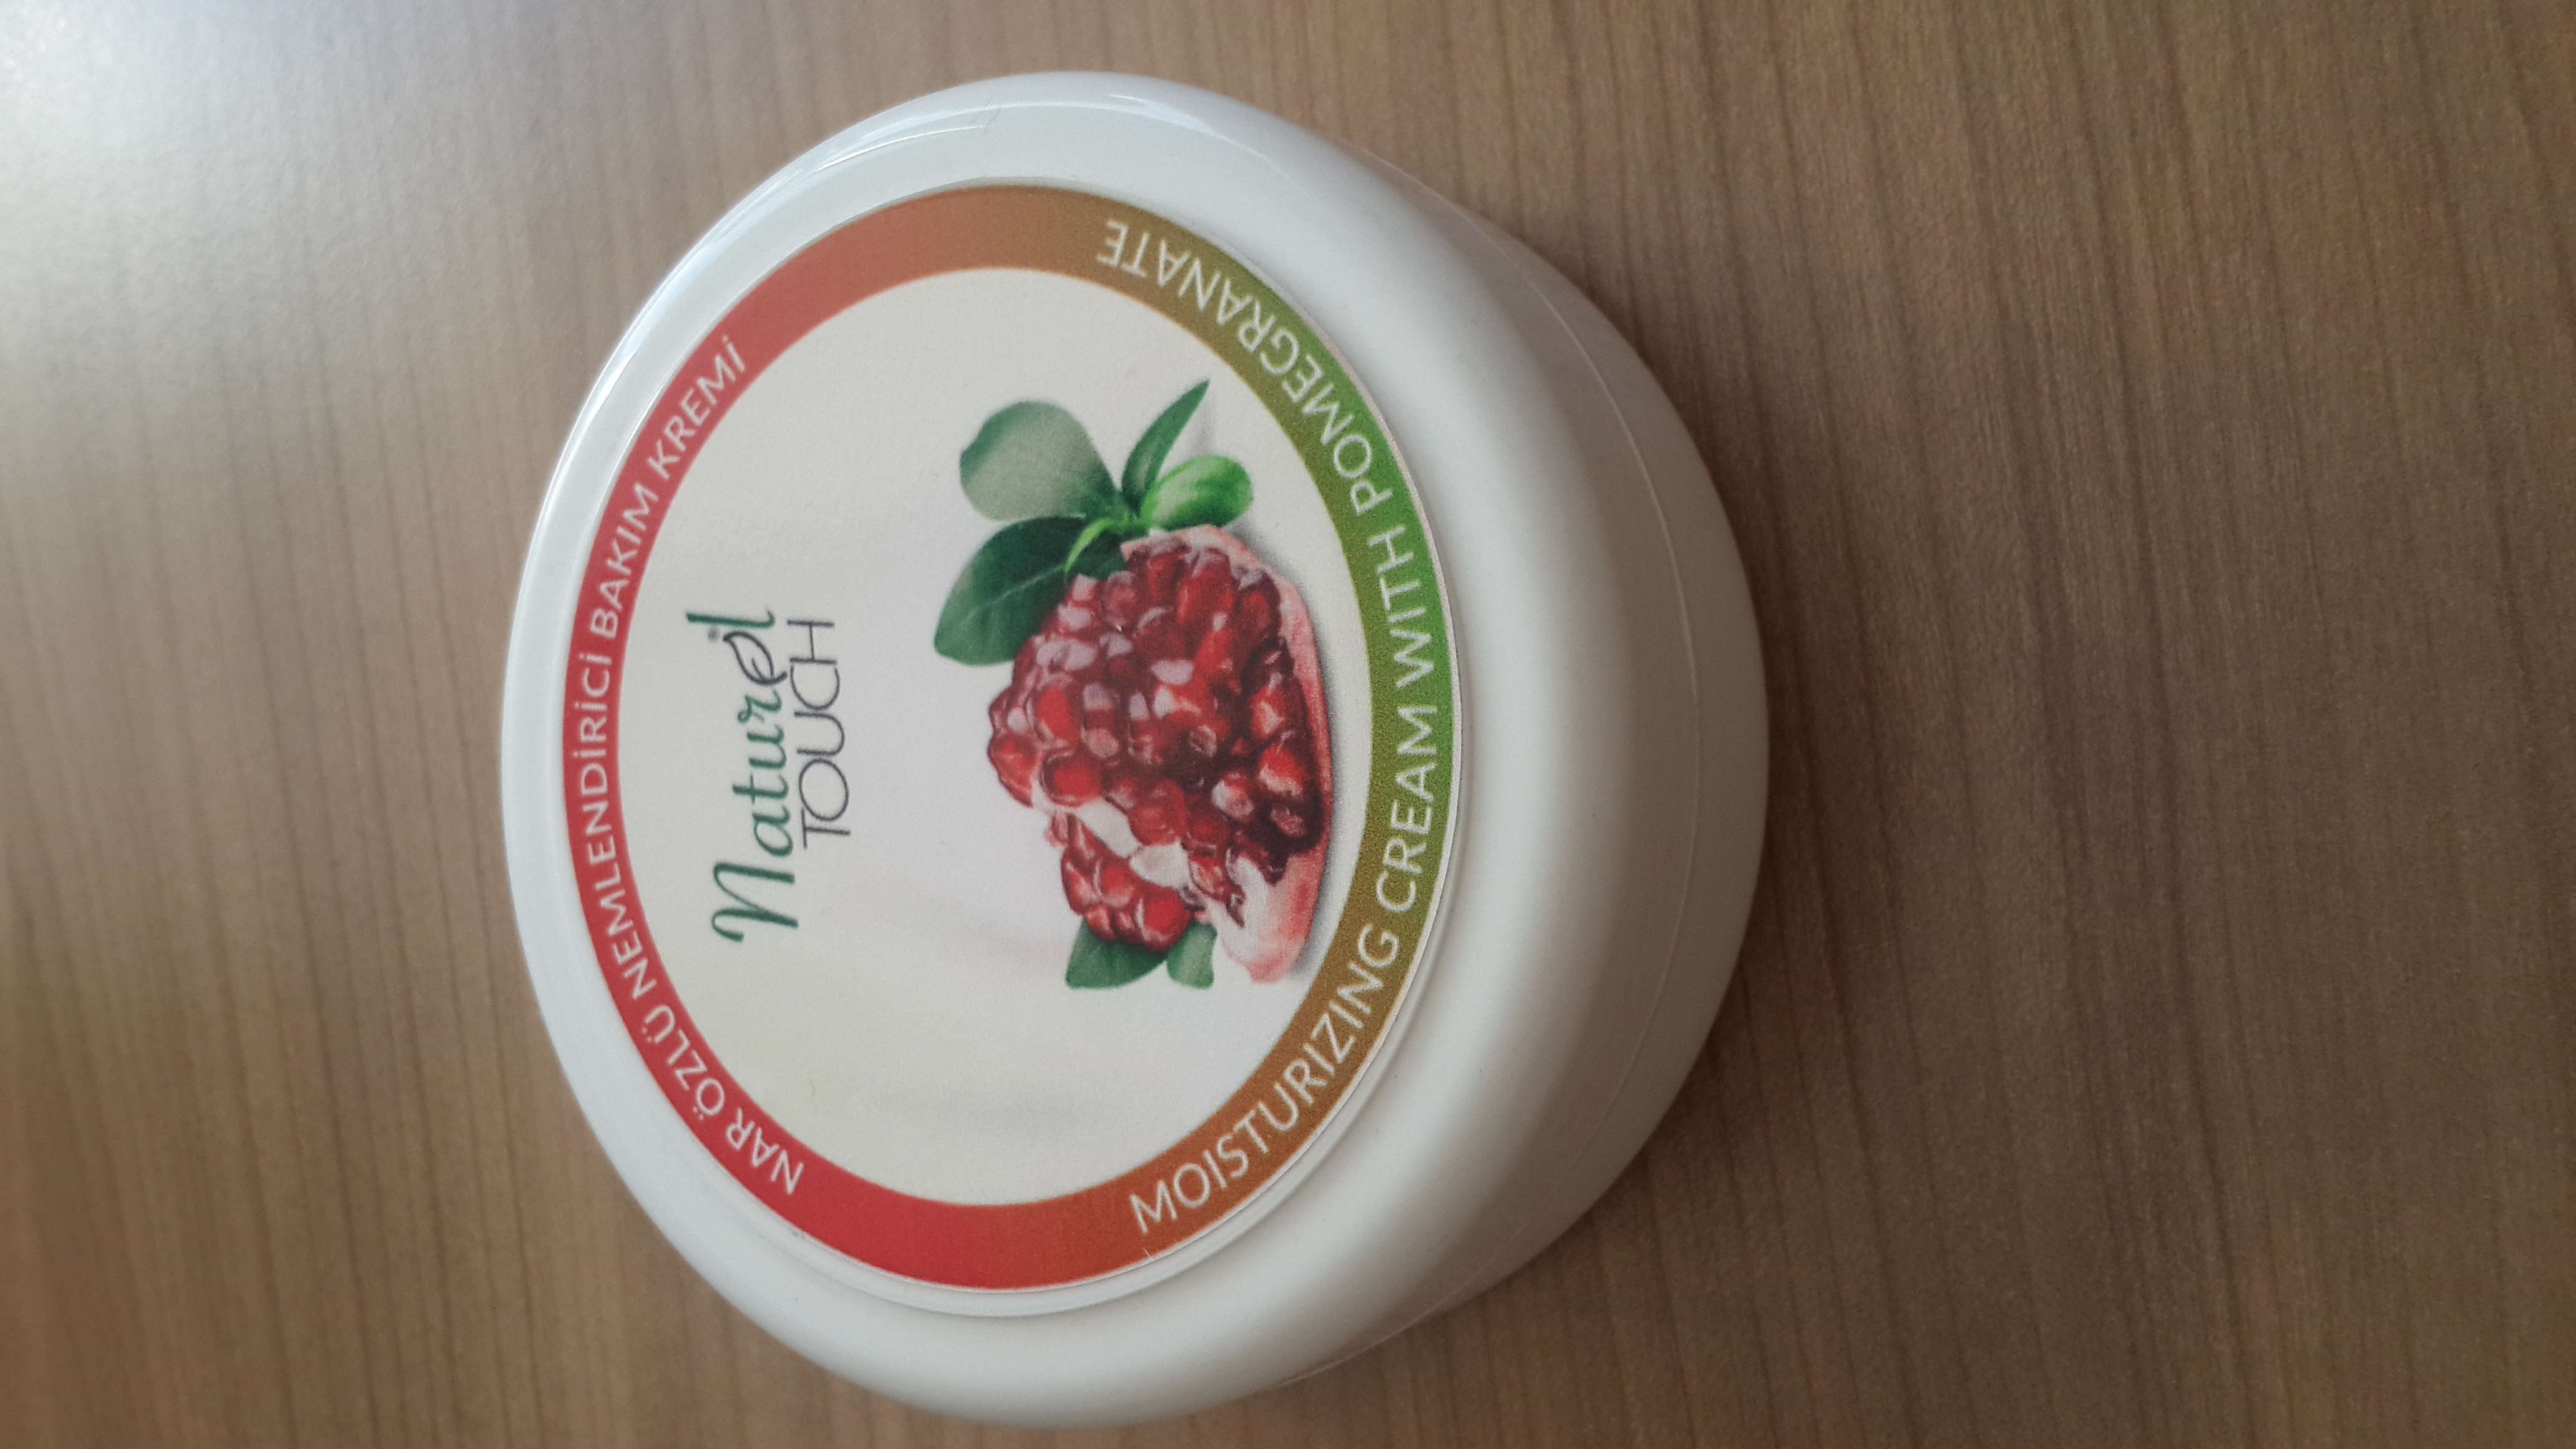 NAR ÖZLÜ NEMLENDİRİCİ BAKIM KREMİ
Naturel
TOUCH
MOISTURIZING CREAM WITH POMEGRANATE